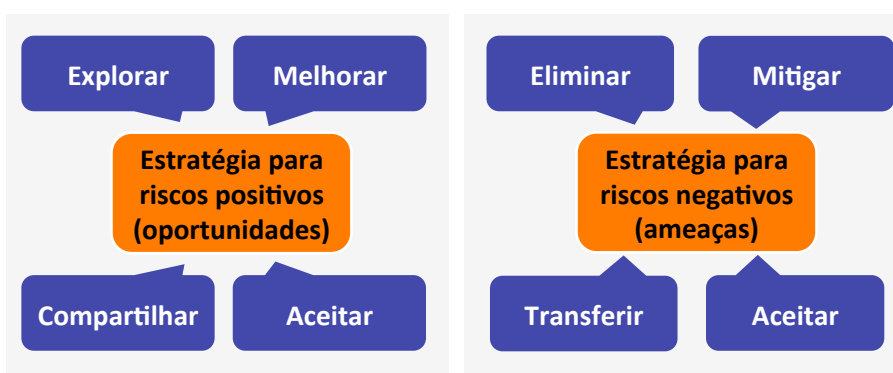 Explorar
Melhorar
Estratégia para
riscos positivos
(oportunidades)
Compartilhar
Aceitar
Eliminar
Mitigar
Estratégia para
riscos negativos
(ameaças)
Transferir
Aceitar